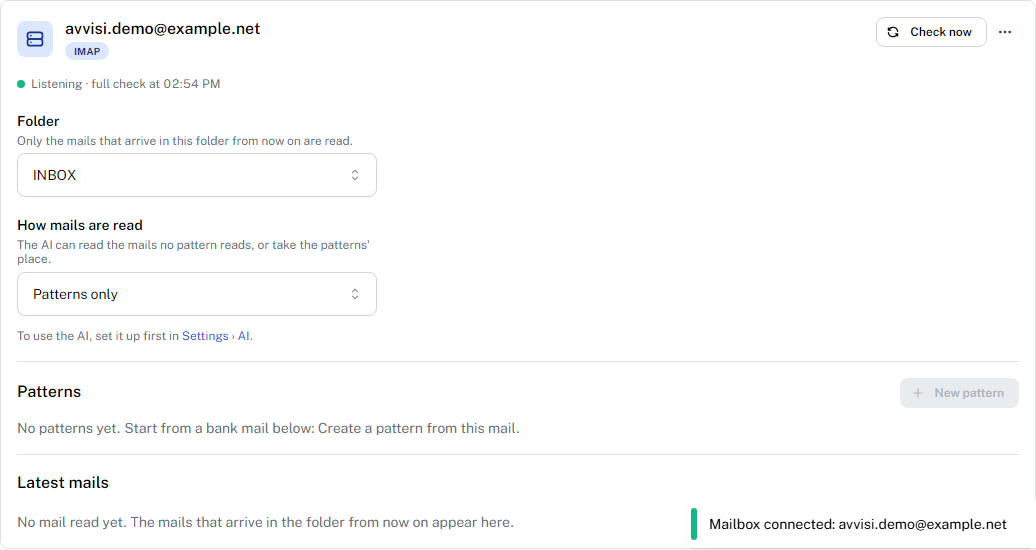 avvisi.demo@example.net
IMAP
Check now
Listening · full check at 02:54 PM
Folder
Only the mails that arrive in this folder from now on are read.
INBOX
How mails are read
The AI can read the mails no pattern reads, or take the patterns'
place.
Patterns only
To use the AI, set it up first in Settings › AI.
Patterns
New pattern
No patterns yet. Start from a bank mail below: Create a pattern from this mail.
Latest mails
No mail read yet. The mails that arrive in the folder from now on appear here.
Mailbox connected: avvisi.demo@example.net